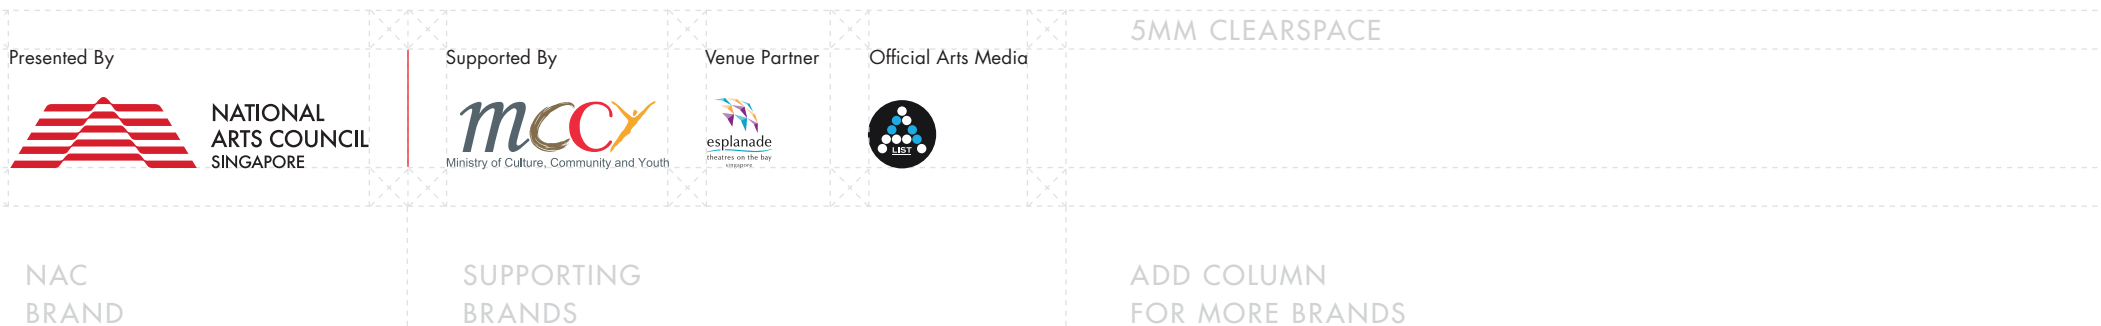 5MM CLEARSPACE
Presented By
Supported By
Venue Partner
Official Arts Media
NATIONAL
ARTS COUNCIL
SINGAPORE
mccy
Ministry of Culture, Community and Youth
esplanade
theatres on the bay
singapore
LIST
NAC
BRAND
SUPPORTING
BRANDS
ADD COLUMN
FOR MORE BRANDS